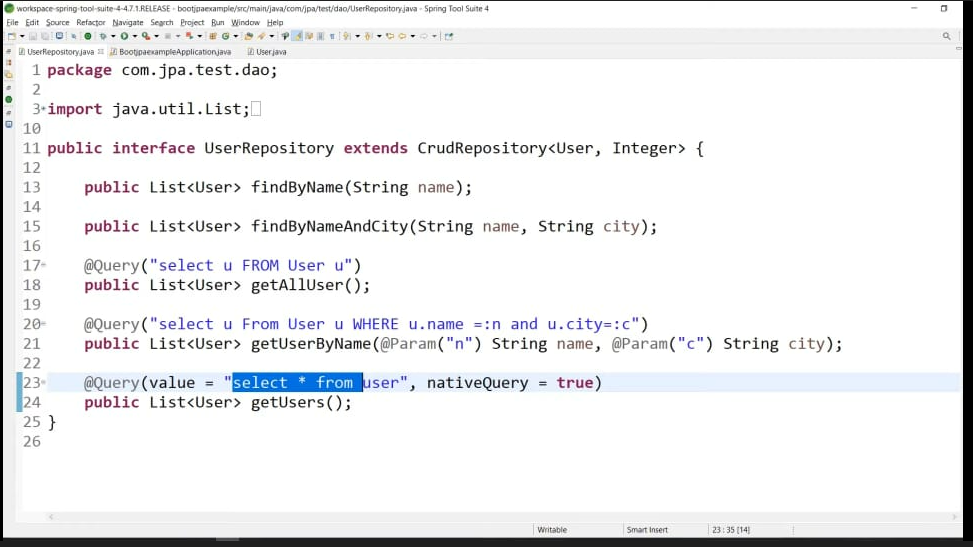 workspace-spring-tool-suite-4-4.7.1.RELEASE - bootjpaexample/src/main/java/com/jpa/test/dao/UserRepository.java - Spring Tool Suite 4
File Edit Source Refactor Navigate Search Project Run Window Help
UserRepository.java BootjpaexampleApplication.java User.java
1 package com.jpa.test.dao;
2
3 import java.util.List;
10
11 public interface UserRepository extends CrudRepository<User, Integer> {
12
13 public List<User> findByName(String name);
14
15 public List<User> findByNameAndCity(String name, String city);
16
17 @Query("select u FROM User u")
18 public List<User> getAllUser();
19
20 @Query("select u From User u WHERE u.name =:n and u.city=:c")
21 public List<User> getUserByName(@Param("n") String name, @Param("c") String city);
22
23 @Query(value = "select * from user", nativeQuery = true)
24 public List<User> getUsers();
25 }
26
Writable Smart Insert 23 : 35 [14]